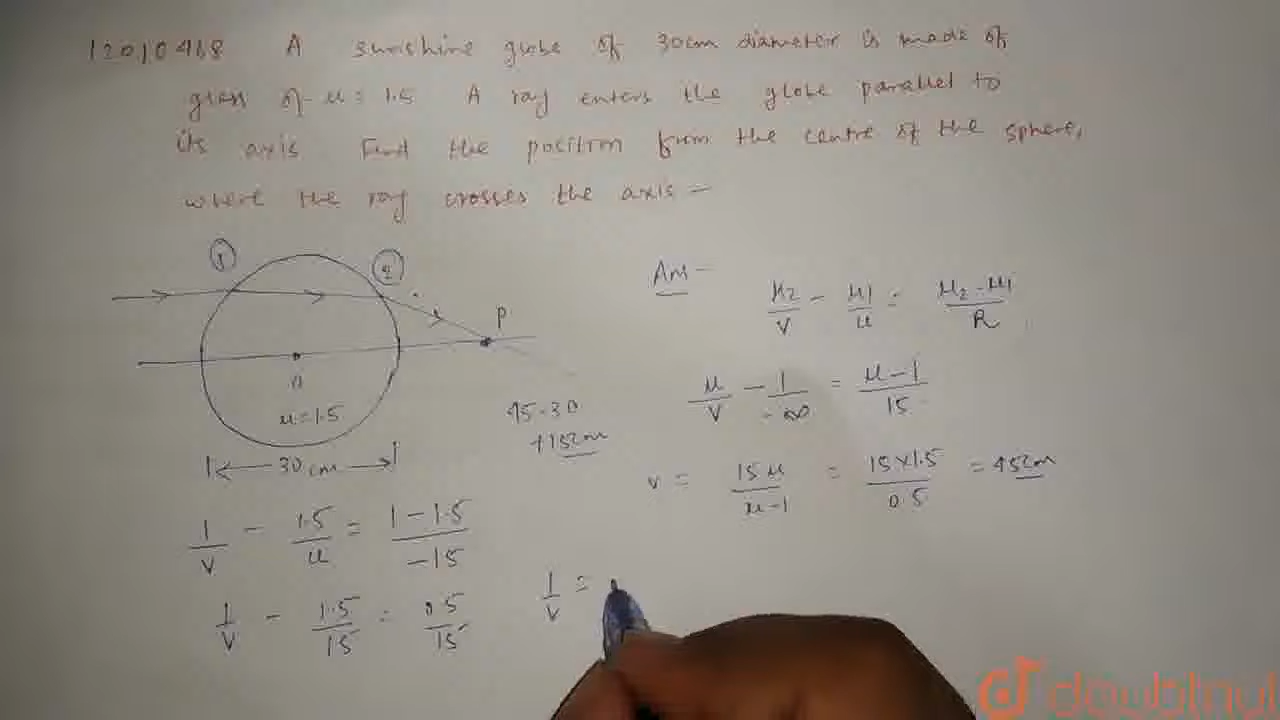 12010468 A sunshine globe of 30cm diameter is made of
glass of μ = 1.5 A ray enters the globe parallel to
its axis Find the position from the centre of the sphere,
where the ray crosses the axis -
1
2
P
μ=1.5
30cm
45-30
+15cm
Ans -
μ2/v - μ1/u = μ2-μ1/R
μ/v - 1/-∞ = μ-1/15
v = 15μ/μ-1 = 15×1.5/0.5 = 45cm
1/v - 1.5/u = 1-1.5/-15
1/v - 1.5/15 = 0.5/15
1/v =
doubtnut